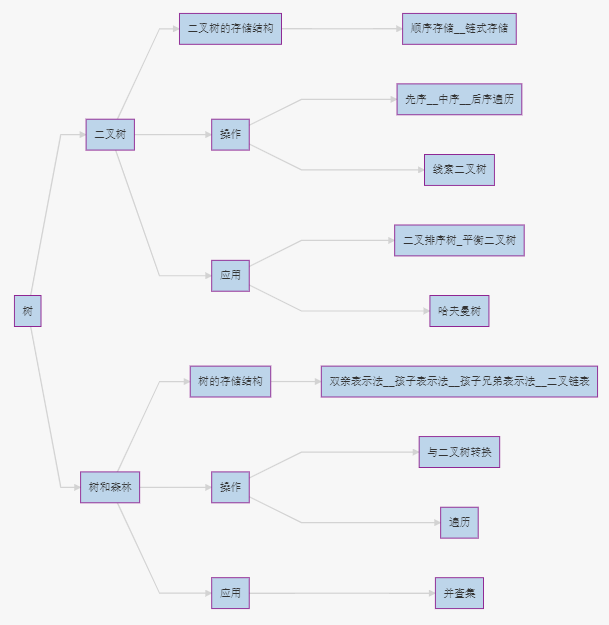 二叉树的存储结构
顺序存储__链式存储
先序__中序__后序遍历
二叉树
操作
线索二叉树
二叉排序树_平衡二叉树
应用
哈夫曼树
树
树的存储结构
双亲表示法__孩子表示法__孩子兄弟表示法__二叉链表
与二叉树转换
树和森林
操作
遍历
应用
并查集